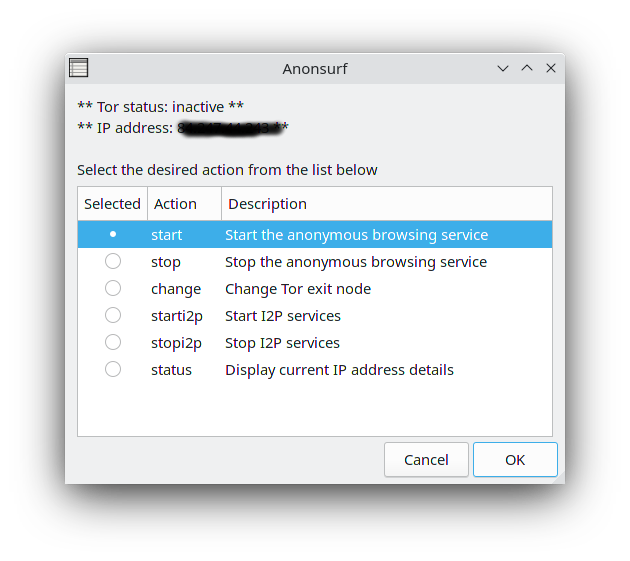 Anonsurf
** Tor status: inactive **
** IP address: **
Select the desired action from the list below
Selected Action Description
start Start the anonymous browsing service
stop Stop the anonymous browsing service
change Change Tor exit node
starti2p Start I2P services
stopi2p Stop I2P services
status Display current IP address details
Cancel OK